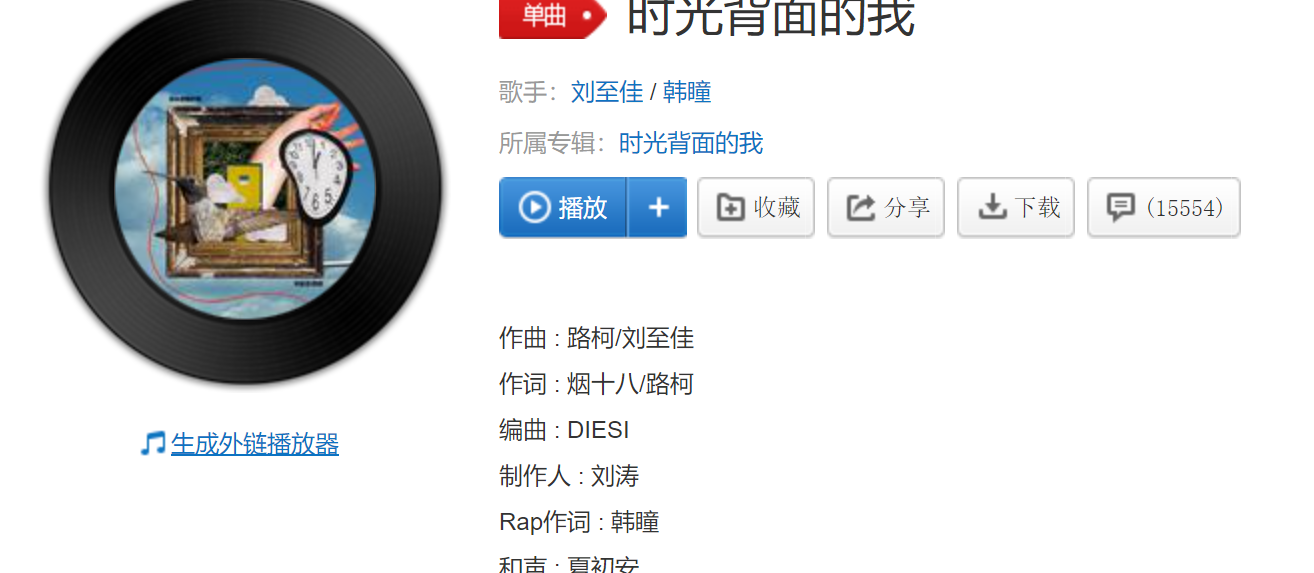 单曲
时光背面的我
歌手：刘至佳 / 韩瞳
所属专辑：时光背面的我
播放 + 收藏 分享 下载 (15554)
作曲 : 路柯/刘至佳
作词 : 烟十八/路柯
编曲 : DIESI
制作人 : 刘涛
Rap作词 : 韩瞳
和声 : 夏初安
生成外链播放器